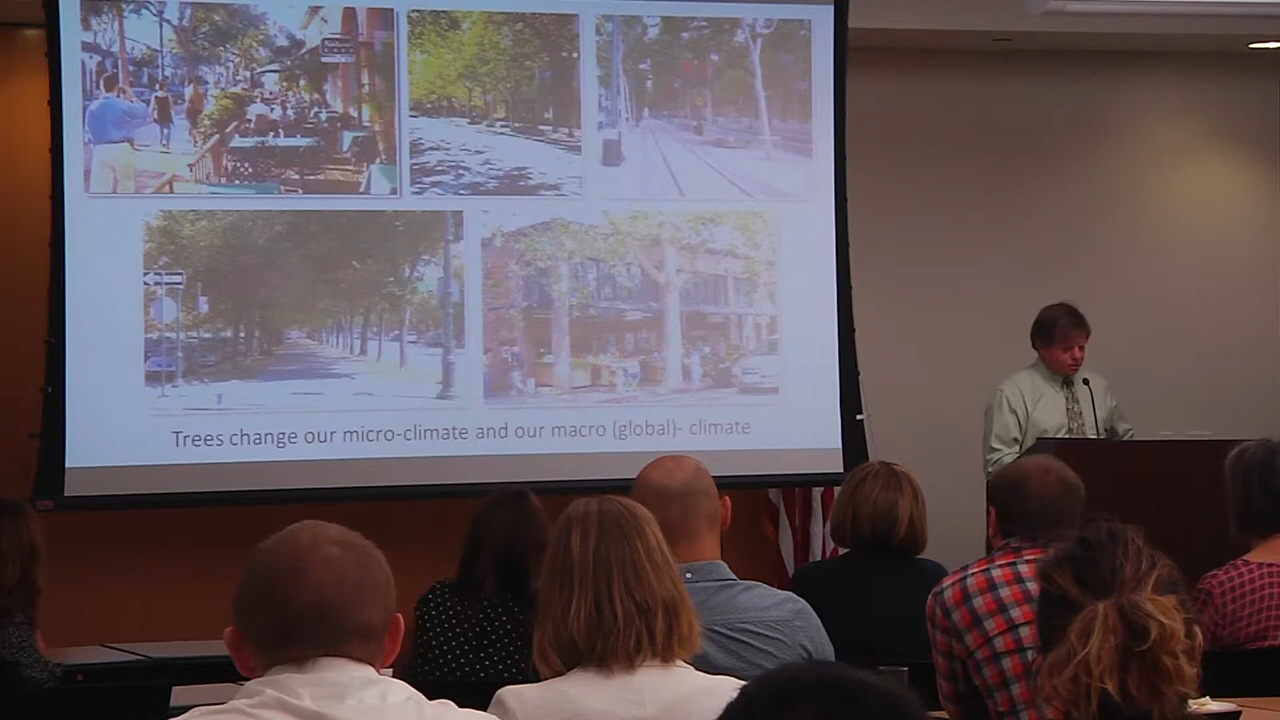 Trees change our micro-climate and our macro (global)- climate